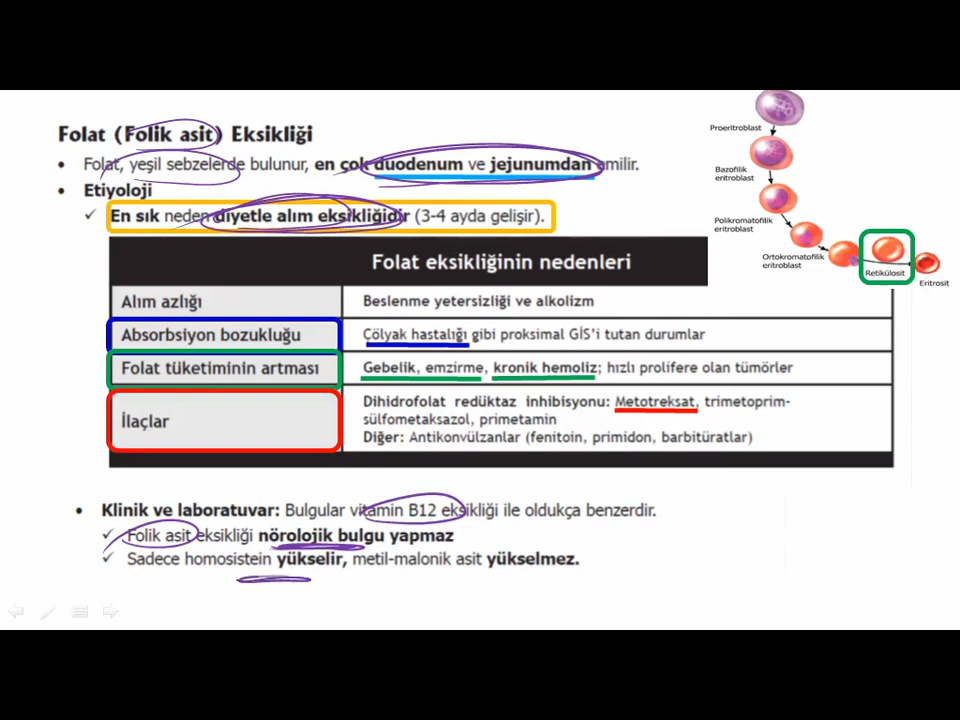 Folat (Folik asit) Eksikliği
• Folat, yeşil sebzelerde bulunur, en çok duodenum ve jejunumdan emilir.
• Etiyoloji
✓ En sık neden diyetle alım eksikliğidir (3-4 ayda gelişir).
Proeritroblast
Bazofilik
eritroblast
Polikromatofilik
eritroblast
Ortokromatofilik
eritroblast
Retikülosit
Eritrosit
Folat eksikliğinin nedenleri
Alım azlığı
Beslenme yetersizliği ve alkolizm
Absorbsiyon bozukluğu
Çölyak hastalığı gibi proksimal GİS’i tutan durumlar
Folat tüketiminin artması
Gebelik, emzirme, kronik hemoliz; hızlı prolifere olan tümörler
İlaçlar
Dihidrofolat redüktaz inhibisyonu: Metotreksat, trimetoprim-
sülfometaksazol, primetamin
Diğer: Antikonvülzanlar (fenitoin, primidon, barbitüratlar)
• Klinik ve laboratuvar: Bulgular vitamin B12 eksikliği ile oldukça benzerdir.
✓ Folik asit eksikliği nörolojik bulgu yapmaz
✓ Sadece homosistein yükselir, metil-malonik asit yükselmez.